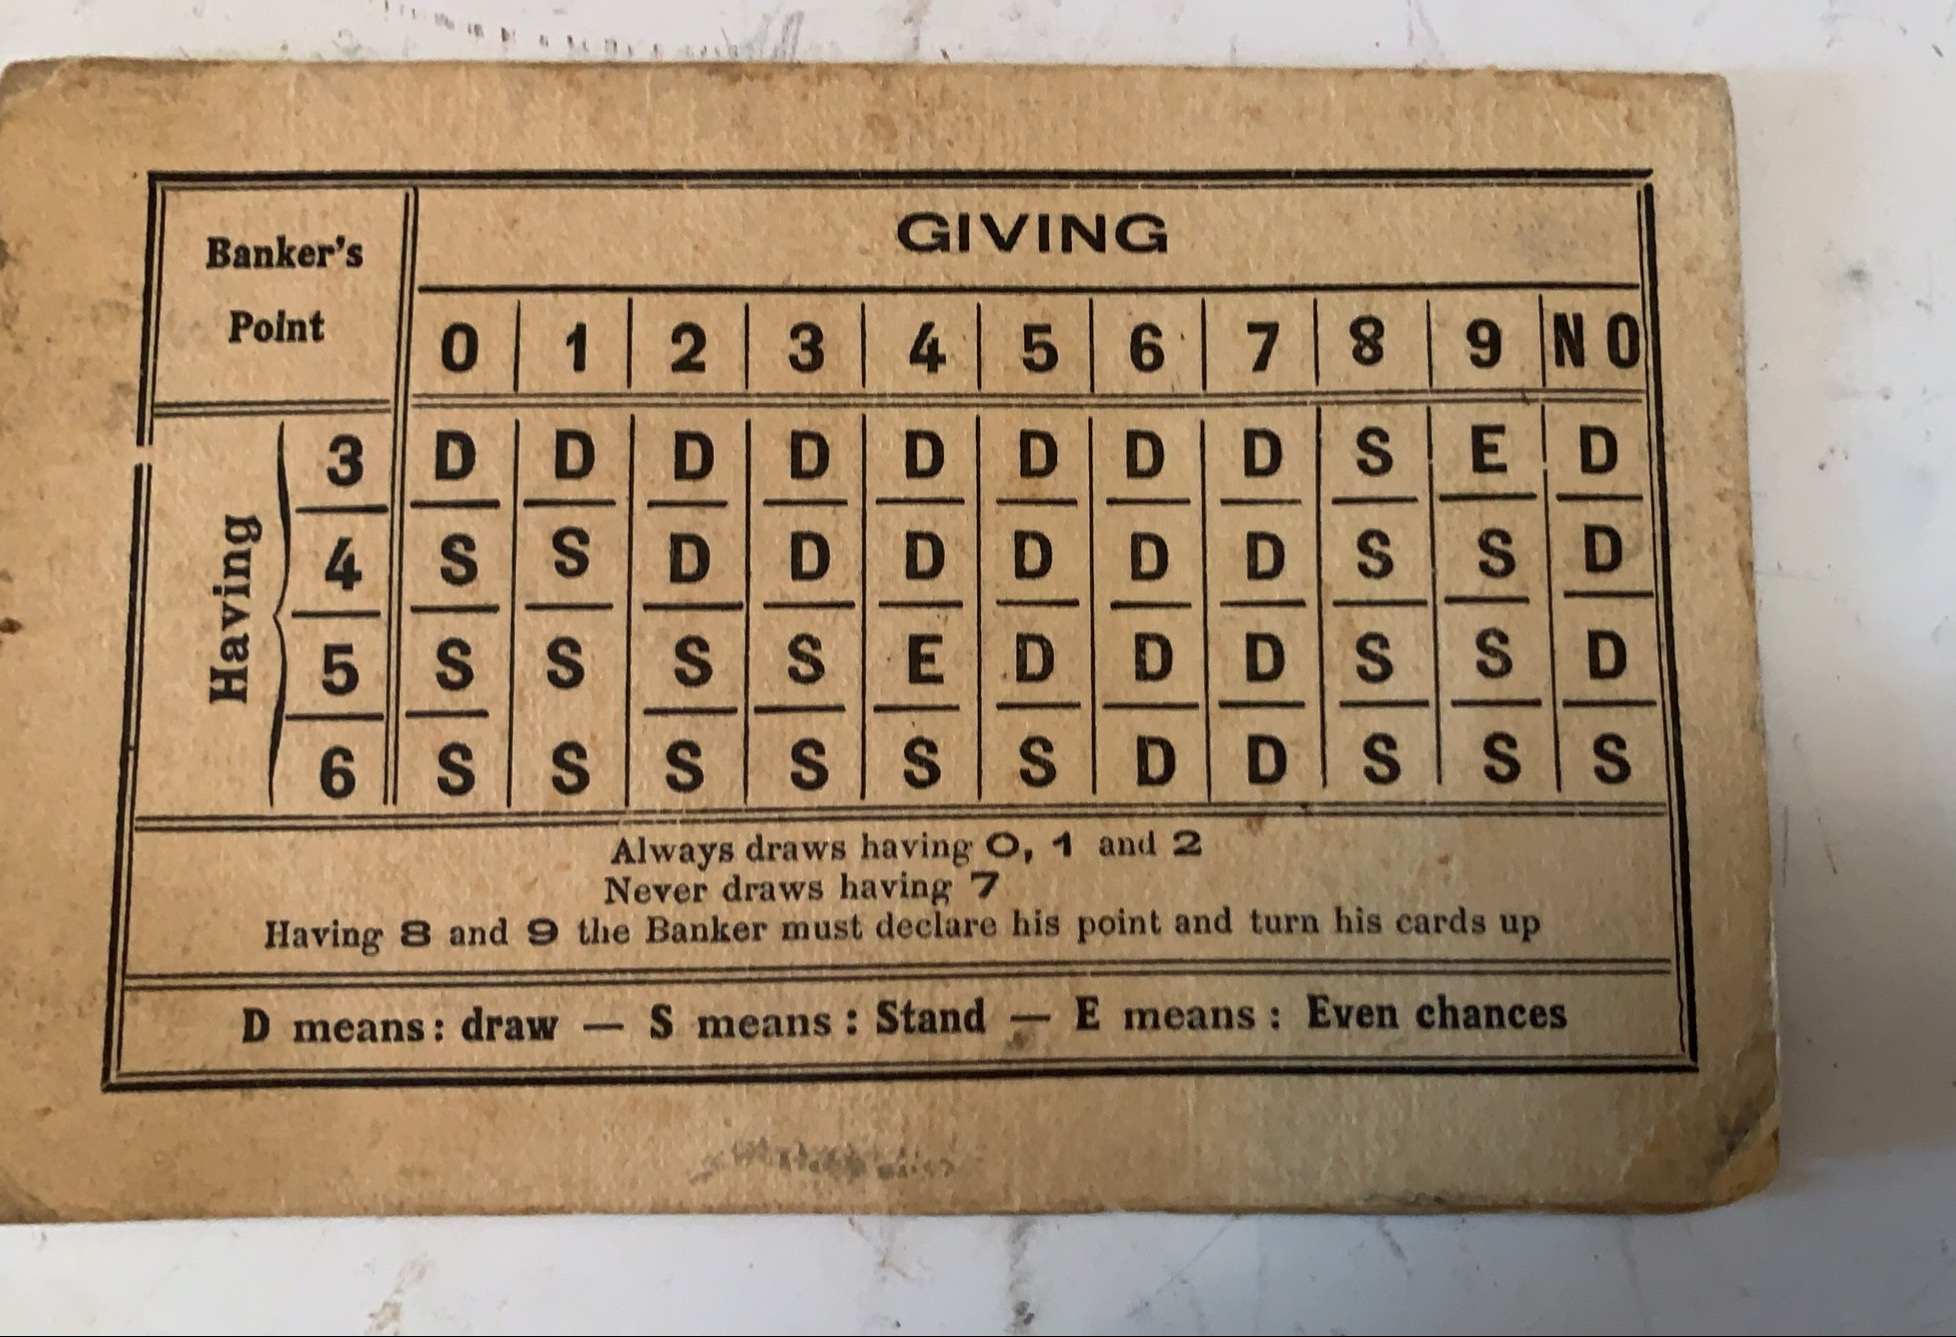 GIVING
Banker's
Point
0 1 2 3 4 5 6 7 8 9 NO
Having
3 D D D D D D D D S E D
4 S S D D D D D D S S D
5 S S S S E D D D S S D
6 S S S S S S D D S S S
Always draws having 0, 1 and 2
Never draws having 7
Having 8 and 9 the Banker must declare his point and turn his cards up
D means: draw — S means: Stand — E means: Even chances